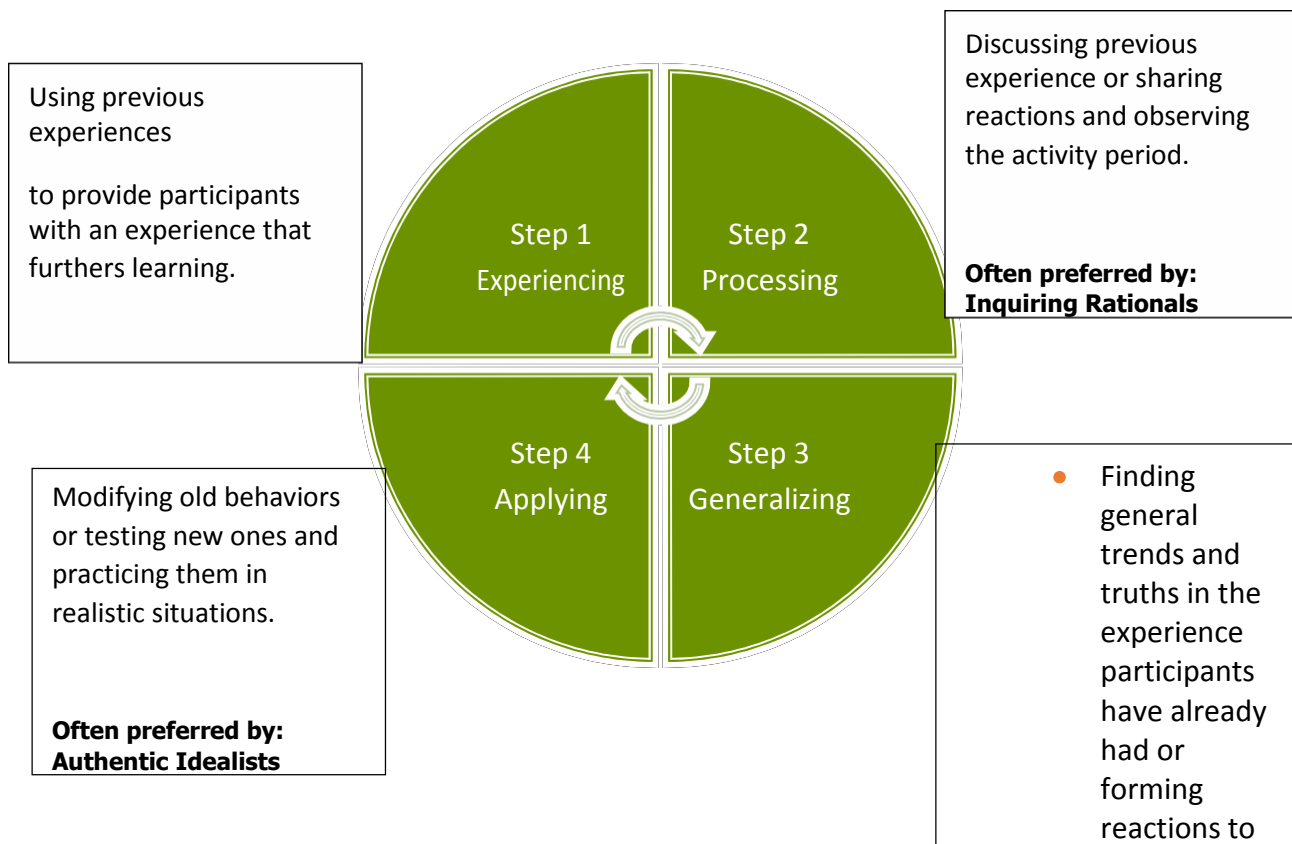 Using previous
experiences
to provide participants
with an experience that
furthers learning.
Discussing previous
experience or sharing
reactions and observing
the activity period.
Often preferred by:
Inquiring Rationals
Step 1
Experiencing
Step 2
Processing
Step 4
Applying
Step 3
Generalizing
Modifying old behaviors
or testing new ones and
practicing them in
realistic situations.
Often preferred by:
Authentic Idealists
• Finding
general
trends and
truths in the
experience
participants
have already
had or
forming
reactions to